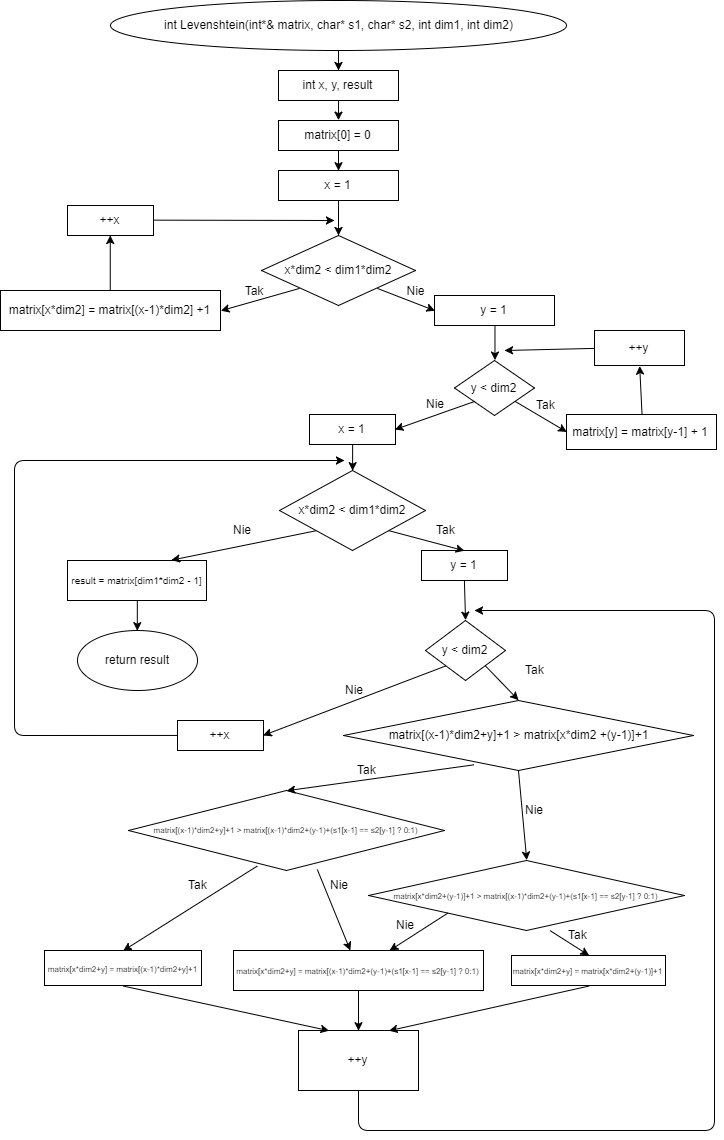 int Levenshtein(int*& matrix, char* s1, char* s2, int dim1, int dim2)
int x, y, result
matrix[0] = 0
x = 1
++x
x*dim2 < dim1*dim2
Tak
Nie
matrix[x*dim2] = matrix[(x-1)*dim2] +1
y = 1
++y
y < dim2
Nie
Tak
x = 1
matrix[y] = matrix[y-1] + 1
x*dim2 < dim1*dim2
Nie
Tak
y = 1
result = matrix[dim1*dim2 - 1]
return result
y < dim2
Nie
Tak
++x
matrix[(x-1)*dim2+y]+1 > matrix[x*dim2 +(y-1)]+1
Tak
Nie
matrix[(x-1)*dim2+y]+1 > matrix[(x-1)*dim2+(y-1)+(s1[x-1] == s2[y-1] ? 0:1)
Tak
Nie
matrix[x*dim2+(y-1)]+1 > matrix[(x-1)*dim2+(y-1)+(s1[x-1] == s2[y-1] ? 0:1)
Nie
Tak
matrix[x*dim2+y] = matrix[(x-1)*dim2+y]+1
matrix[x*dim2+y] = matrix[(x-1)*dim2+(y-1)+(s1[x-1] == s2[y-1] ? 0:1)
matrix[x*dim2+y] = matrix[x*dim2+(y-1)]+1
++y